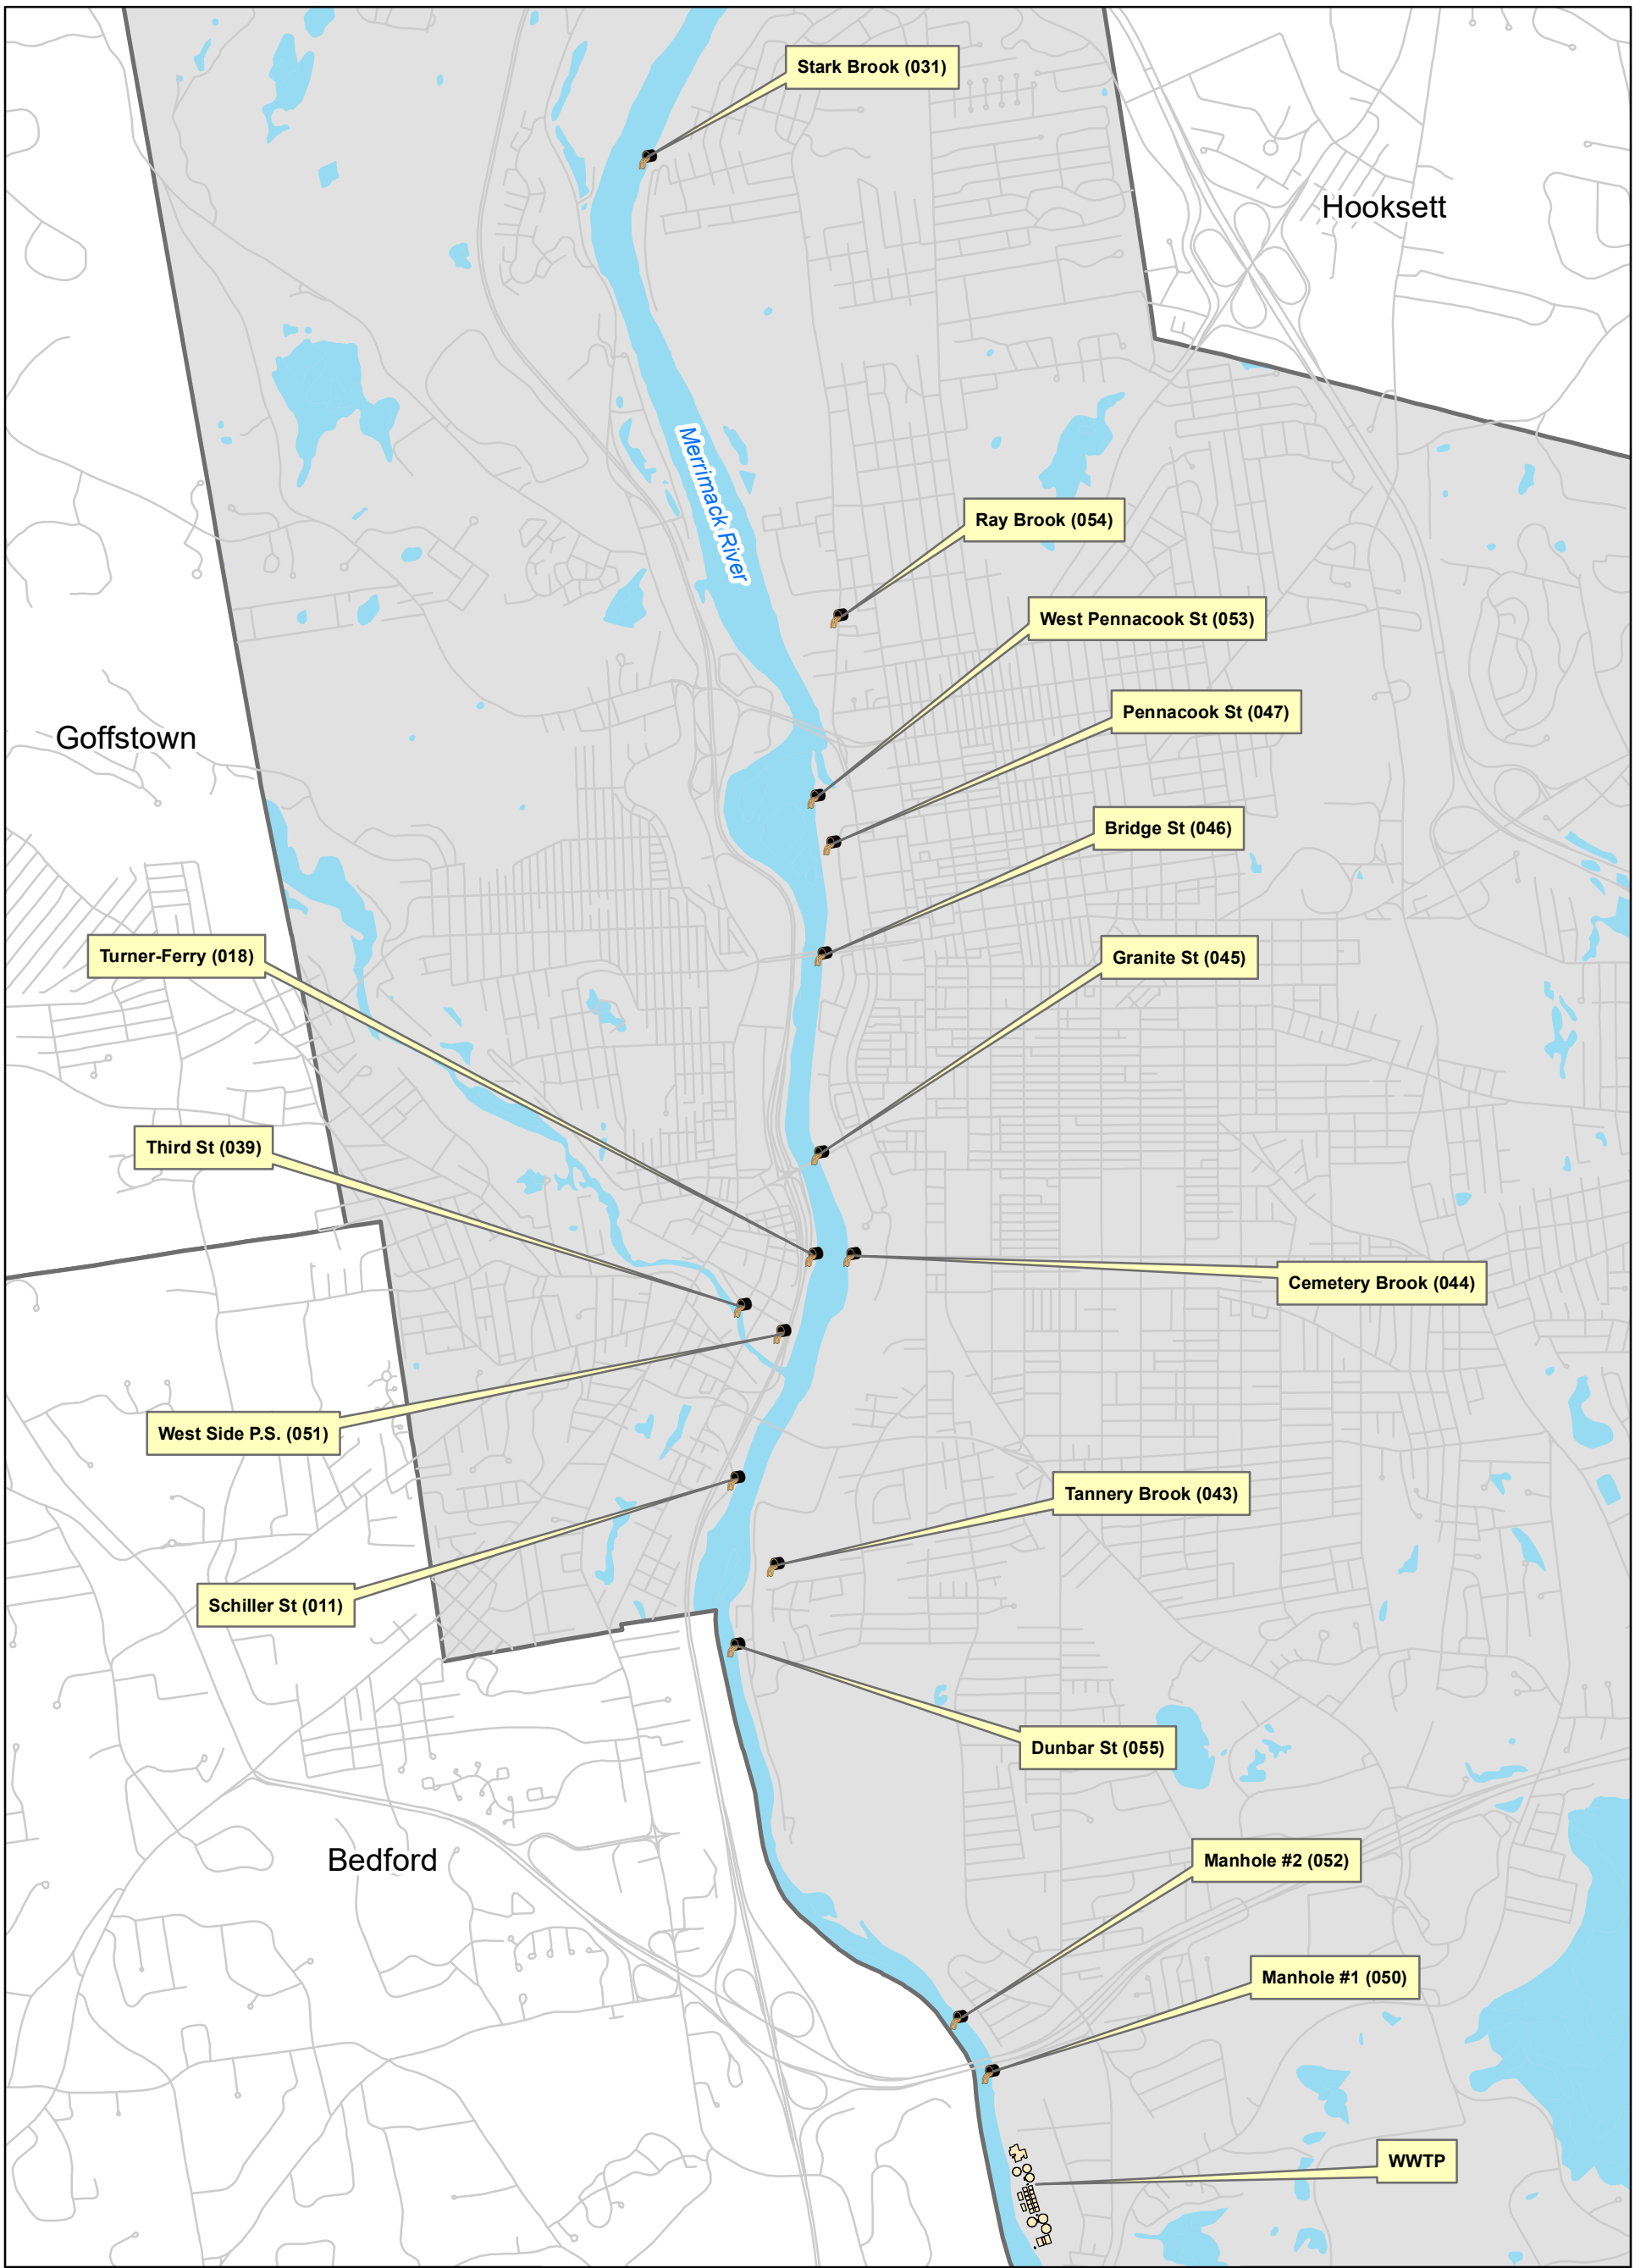 Stark Brook (031)
Hooksett
Merrimack River
Ray Brook (054)
West Pennacook St (053)
Pennacook St (047)
Goffstown
Bridge St (046)
Turner-Ferry (018)
Granite St (045)
Third St (039)
Cemetery Brook (044)
West Side P.S. (051)
Tannery Brook (043)
Schiller St (011)
Dunbar St (055)
Bedford
Manhole #2 (052)
Manhole #1 (050)
WWTP